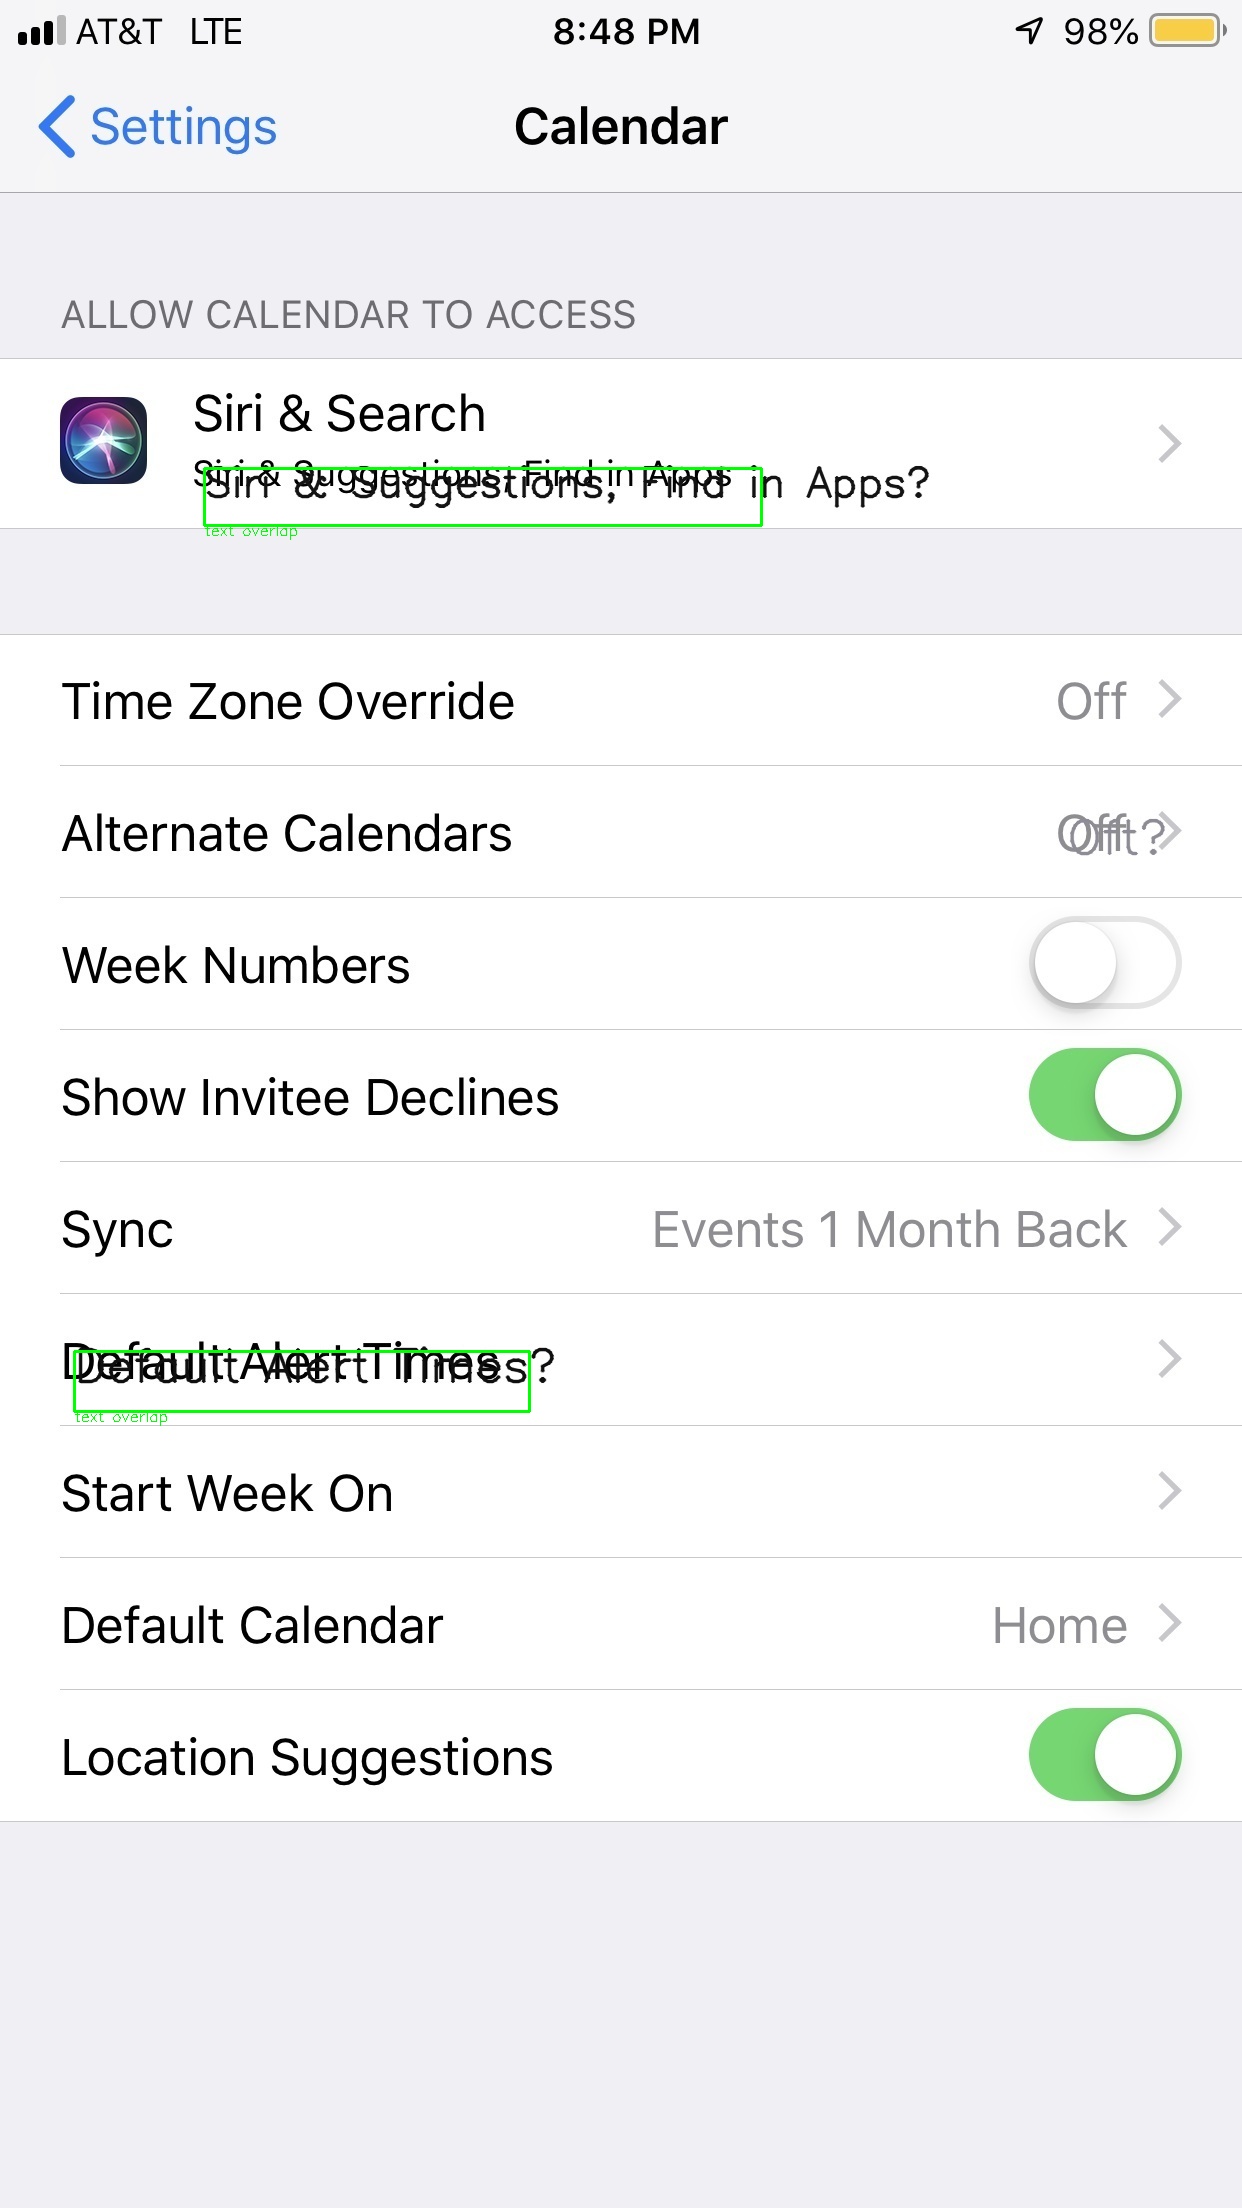 AT&T LTE 8:48 PM 98%
Settings Calendar
ALLOW CALENDAR TO ACCESS
Siri & Search
Siri & Suggestions, Find in Apps
Siri & Suggestions, Find in Apps?
text overlap
Time Zone Override Off
Alternate Calendars Off
Week Numbers
Show Invitee Declines
Sync Events 1 Month Back
Default Alert Times
Default Alert Times?
text overlap
Start Week On
Default Calendar Home
Location Suggestions